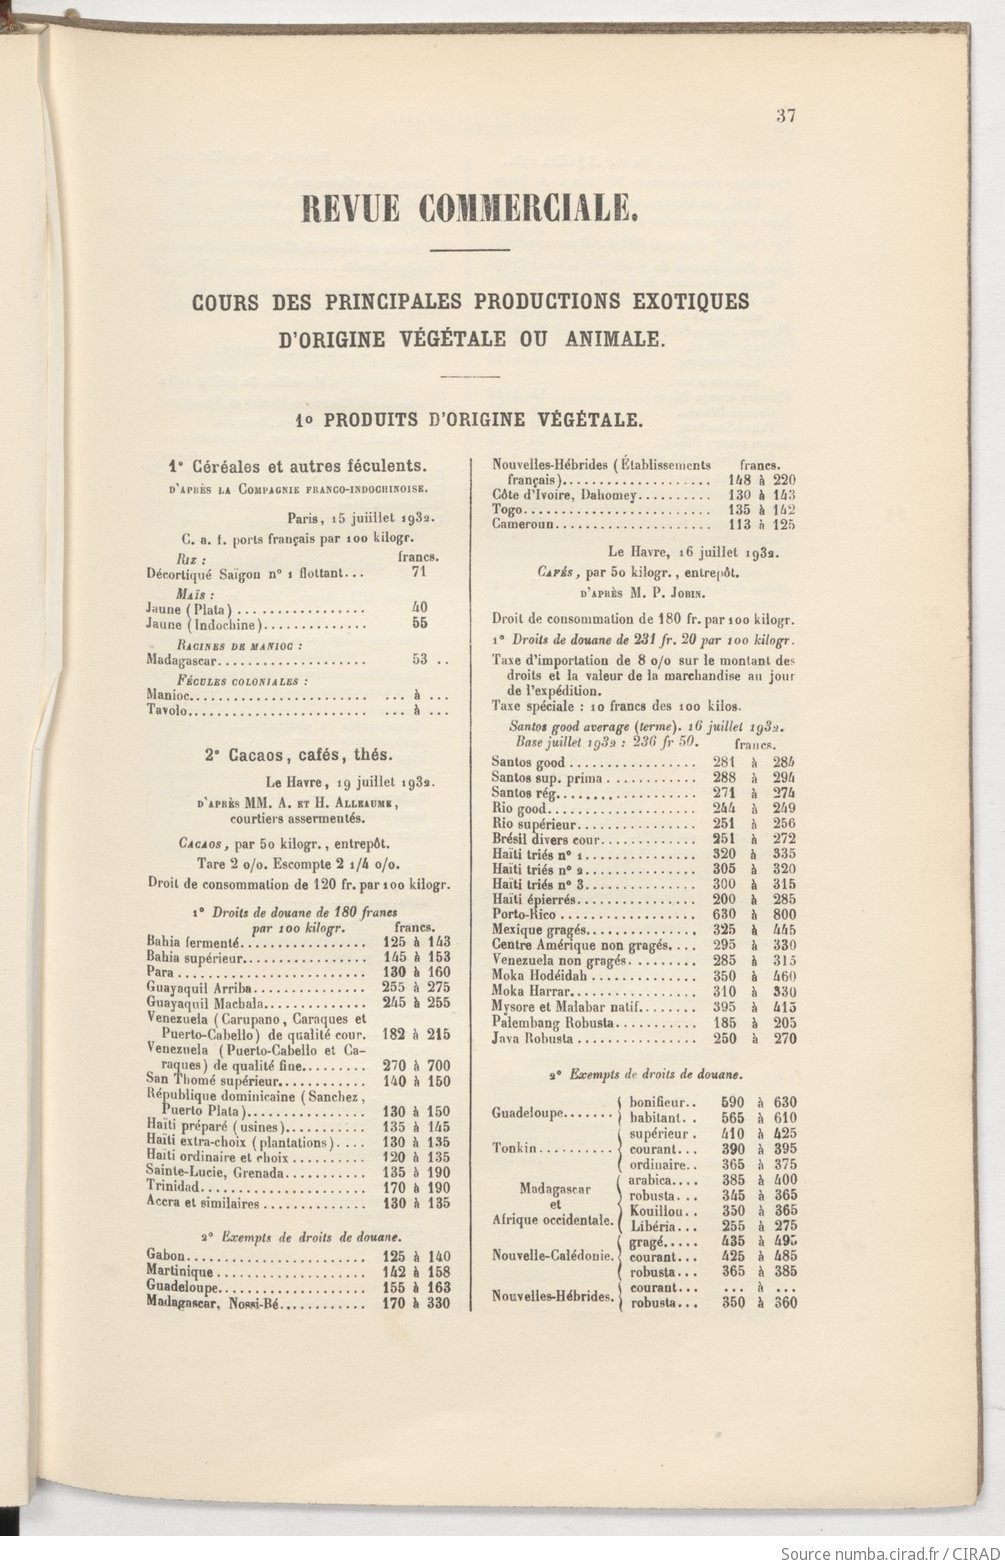 37
REVUE COMMERCIALE.
COURS DES PRINCIPALES PRODUCTIONS EXOTIQUES
D'ORIGINE VÉGÉTALE OU ANIMALE.
1º PRODUITS D'ORIGINE VÉGÉTALE.
1° Céréales et autres féculents.
D'APRÈS LA COMPAGNIE FRANCO-INDOCHINOISE.
Paris, 15 juiïlet 1932.
C. a. f. ports français par 100 kilogr.
RIZ : francs.
Décortiqué Saïgon n° 1 flottant... 71
MAÏS :
Jaune (Plata) ................ 40
Jaune (Indochine).............. 55
RACINES DE MANIOC :
Madagascar.................... 53 ..
FÉCULES COLONIALES :
Manioc........................ ... à ...
Tavolo........................ ... à ...
2° Cacaos, cafés, thés.
Le Havre, 19 juillet 1932.
D'APRÈS MM. A. ET H. ALLEAUME,
courtiers assermentés.
CACAOS, par 50 kilogr., entrepôt.
Tare 2 0/0. Escompte 2 1/4 0/0.
Droit de consommation de 120 fr. par 100 kilogr.
1° Droits de douane de 180 francs
par 100 kilogr. francs.
Bahia fermenté................. 125 à 143
Bahia supérieur................ 145 à 153
Para ......................... 130 à 160
Guayaquil Arriba............... 255 à 275
Guayaquil Machala.............. 245 à 255
Venezuela (Carupano, Caraques et
Puerto-Cabello) de qualité cour. 182 à 215
Venezuela (Puerto-Cabello et Ca-
raques) de qualité fine......... 270 à 700
San Thomé supérieur............ 140 à 150
République dominicaine (Sanchez,
Puerto Plata)................ 130 à 150
Haïti préparé (usines)........... 135 à 145
Haïti extra-choix (plantations).... 130 à 135
Haïti ordinaire et choix .......... 120 à 135
Sainte-Lucie, Grenada........... 135 à 190
Trinidad...................... 170 à 190
Accra et similaires .............. 130 à 135
2° Exempts de droits de douane.
Gabon........................ 125 à 140
Martinique .................... 142 à 158
Guadeloupe.................... 155 à 163
Madagascar, Nossi-Bé............ 170 à 330
Nouvelles-Hébrides (Établissements francs.
français).................... 148 à 220
Côte d'Ivoire, Dahomey.......... 130 à 143
Togo......................... 135 à 142
Cameroun..................... 113 à 125
Le Havre, 16 juillet 1932.
CAFÉS, par 50 kilogr., entrepôt.
D'APRÈS M. P. JOBIN.
Droit de consommation de 180 fr. par 100 kilogr.
1° Droits de douane de 231 fr. 20 par 100 kilogr.
Taxe d'importation de 8 0/0 sur le montant des
droits et la valeur de la marchandise au jour
de l'expédition.
Taxe spéciale : 10 francs des 100 kilos.
Santos good average (terme). 16 juillet 1932.
Base juillet 1932 : 236 fr 50. francs.
Santos good ................. 281 à 284
Santos sup. prima ............ 288 à 294
Santos rég................... 271 à 274
Rio good.................... 244 à 249
Rio supérieur................ 251 à 256
Brésil divers cour............. 251 à 272
Haïti triés n° 1............... 320 à 335
Haïti triés n° 2............... 305 à 320
Haïti triés n° 3............... 300 à 315
Haïti épierrés................ 200 à 285
Porto-Rico .................. 630 à 800
Mexique gragés............... 325 à 445
Centre Amérique non gragés.... 295 à 330
Venezuela non gragés.......... 285 à 315
Moka Hodéidah .............. 350 à 460
Moka Harrar................. 310 à 330
Mysore et Malabar natif........ 395 à 415
Palembang Robusta........... 185 à 205
Java Robusta ................ 250 à 270
2° Exempts de droits de douane.
Guadeloupe....... bonifieur.. 590 à 630
habitant.. 565 à 610
Tonkin.......... supérieur . 410 à 425
courant... 390 à 395
ordinaire.. 365 à 375
Madagascar et Afrique occidentale. arabica.... 385 à 400
robusta... 345 à 365
Kouillou.. 350 à 365
Libéria... 255 à 275
Nouvelle-Calédonie. gragé..... 435 à 495
courant... 425 à 485
robusta... 365 à 385
Nouvelles-Hébrides. courant... ... à ...
robusta... 350 à 360
Source numba.cirad.fr / CIRAD